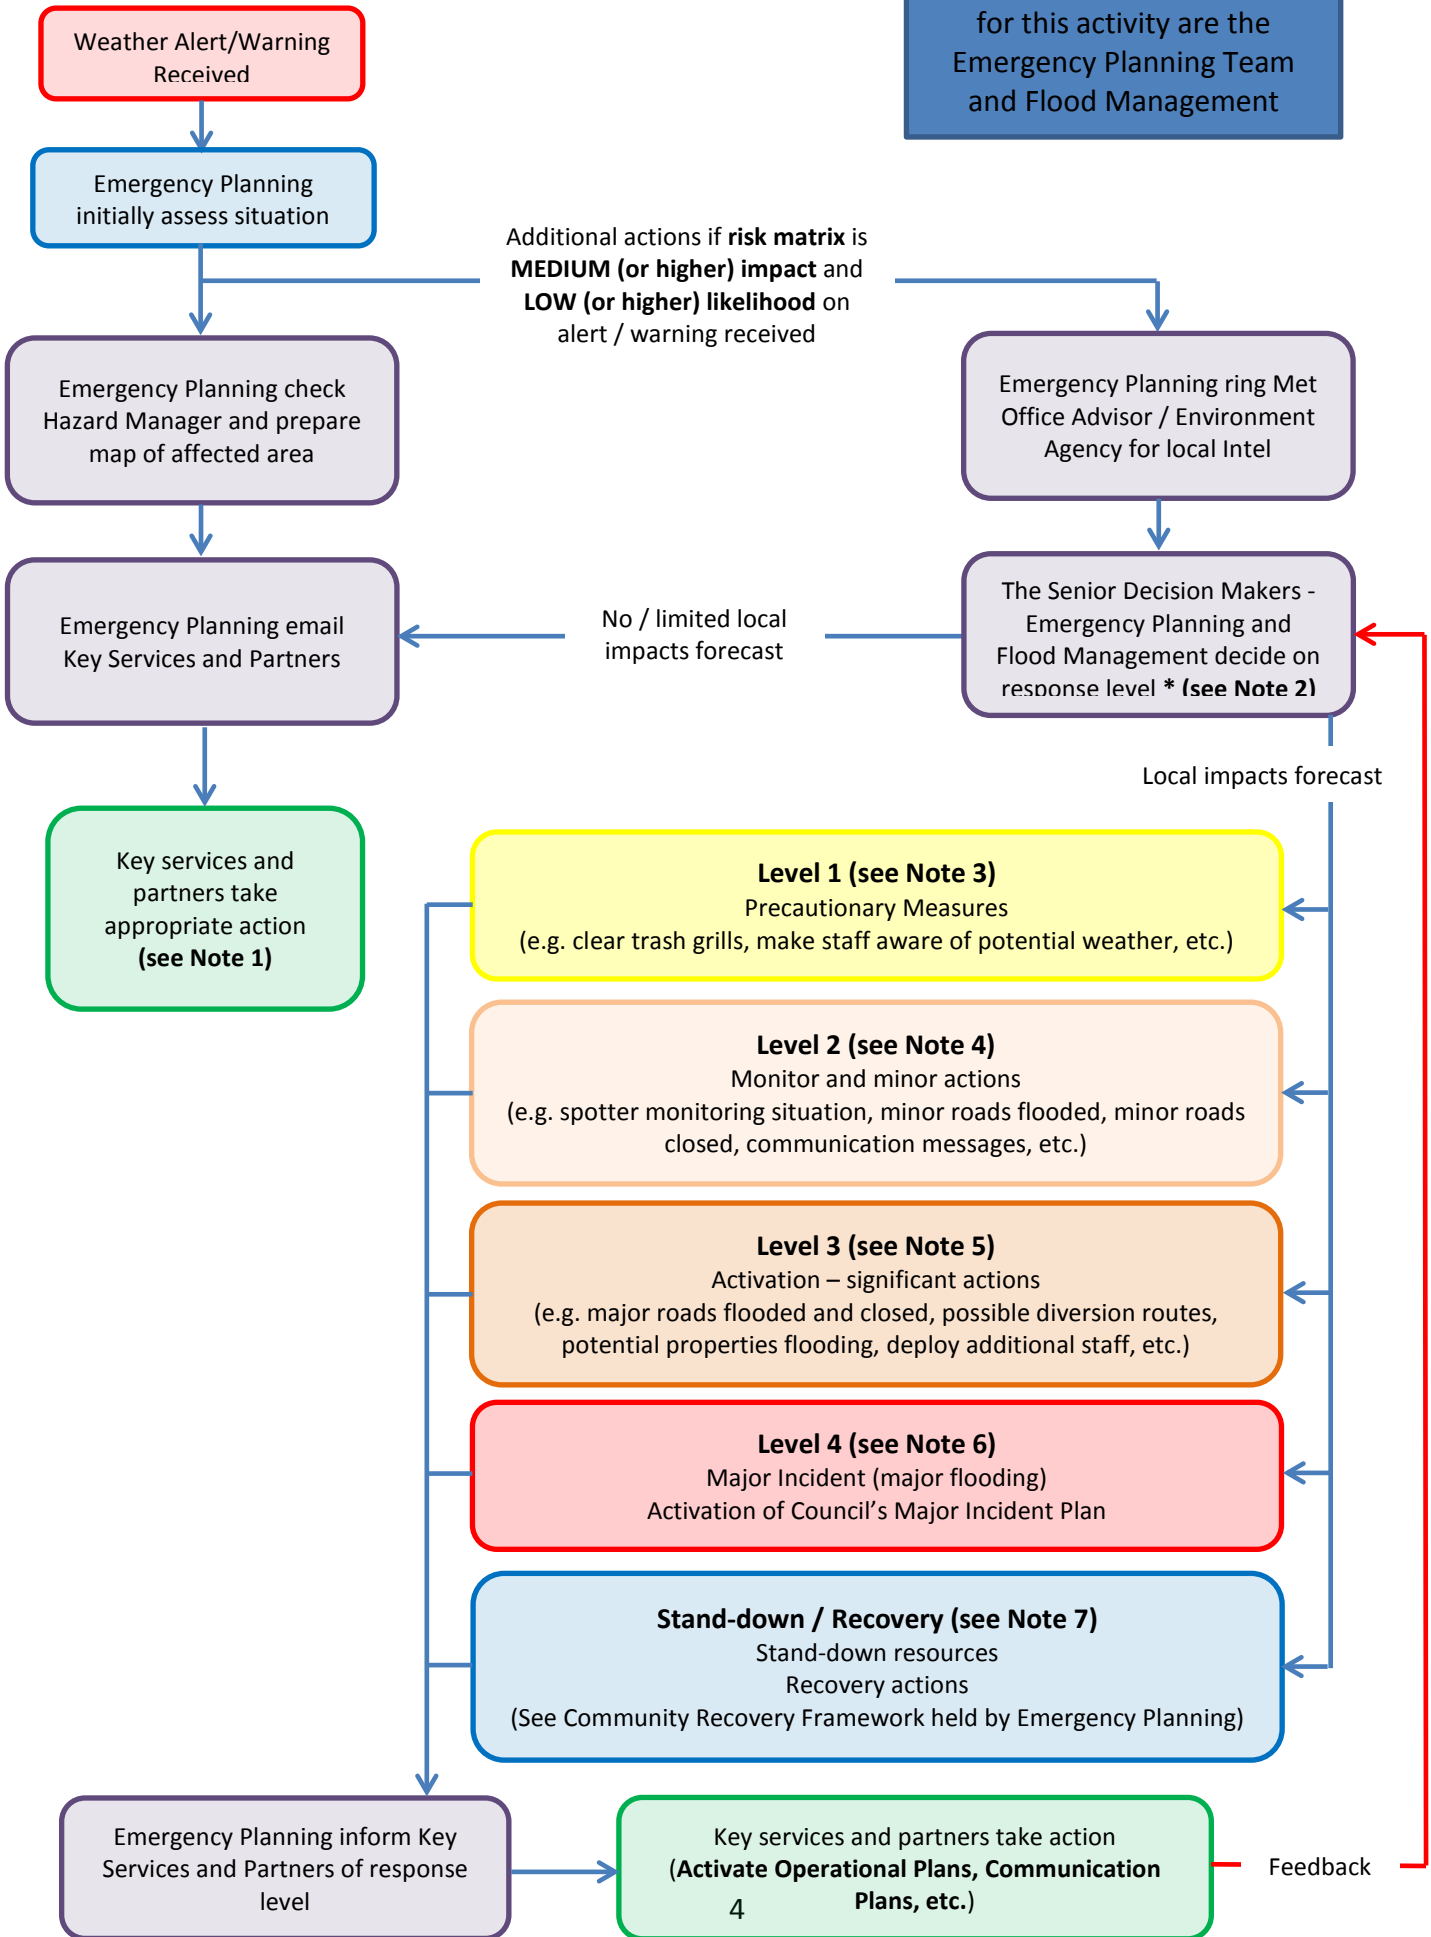 for this activity are the
Emergency Planning Team
and Flood Management
Weather Alert/Warning
Received
Emergency Planning
initially assess situation
Additional actions if risk matrix is
MEDIUM (or higher) impact and
LOW (or higher) likelihood on
alert / warning received
Emergency Planning check
Hazard Manager and prepare
map of affected area
Emergency Planning ring Met
Office Advisor / Environment
Agency for local Intel
Emergency Planning email
Key Services and Partners
No / limited local
impacts forecast
The Senior Decision Makers -
Emergency Planning and
Flood Management decide on
response level * (see Note 2)
Local impacts forecast
Key services and
partners take
appropriate action
(see Note 1)
Level 1 (see Note 3)
Precautionary Measures
(e.g. clear trash grills, make staff aware of potential weather, etc.)
Level 2 (see Note 4)
Monitor and minor actions
(e.g. spotter monitoring situation, minor roads flooded, minor roads
closed, communication messages, etc.)
Level 3 (see Note 5)
Activation – significant actions
(e.g. major roads flooded and closed, possible diversion routes,
potential properties flooding, deploy additional staff, etc.)
Level 4 (see Note 6)
Major Incident (major flooding)
Activation of Council's Major Incident Plan
Stand-down / Recovery (see Note 7)
Stand-down resources
Recovery actions
(See Community Recovery Framework held by Emergency Planning)
Emergency Planning inform Key
Services and Partners of response
level
Key services and partners take action
(Activate Operational Plans, Communication
Plans, etc.)
Feedback
4